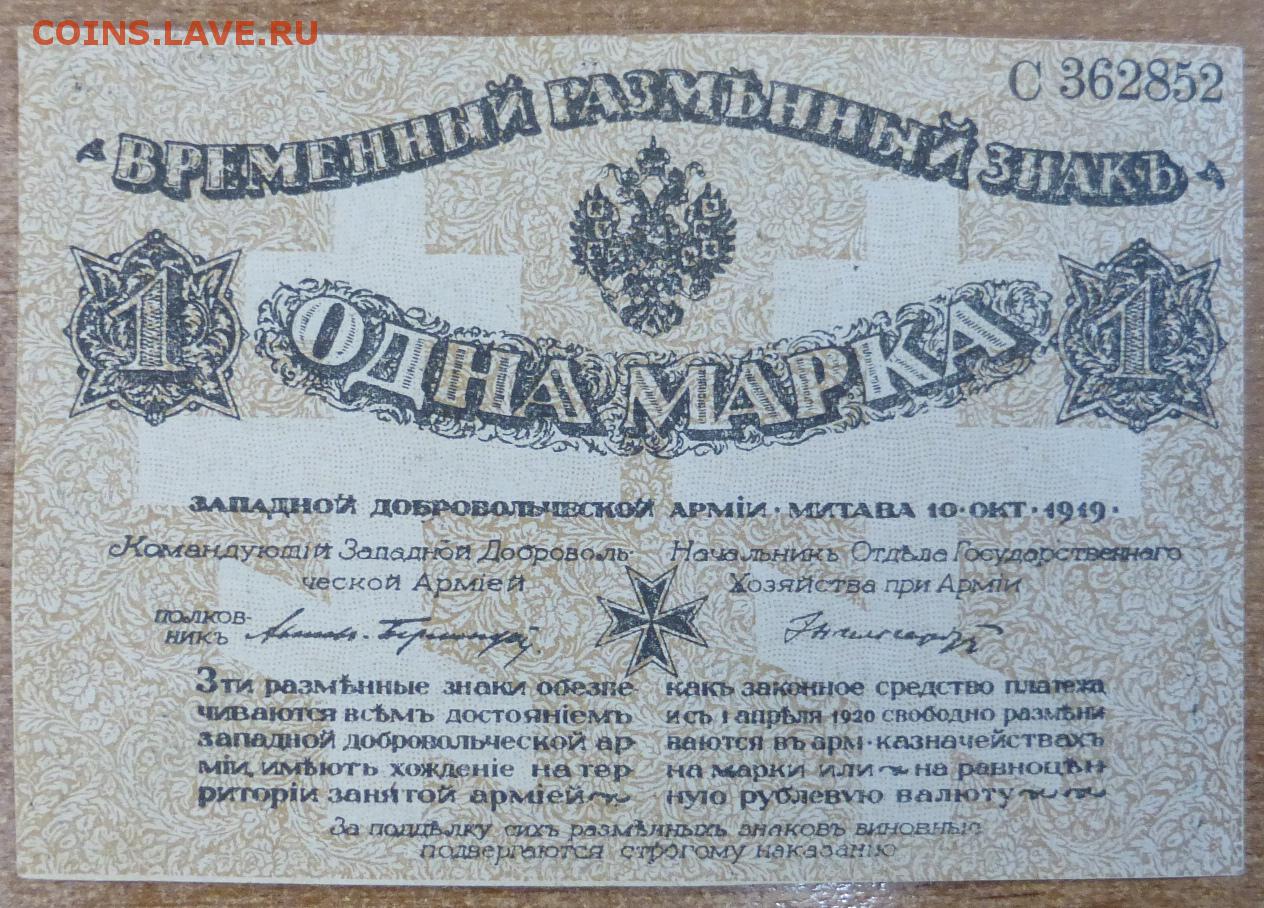 COINS.LAVE.RU
С 362852
ВРЕМЕННЫЙ РАЗМѢННЫЙ ЗНАКЪ
1
1
ОДНА МАРКА
ЗАПАДНОЙ ДОБРОВОЛЬЧЕСКОЙ АРМІИ · МИТАВА 10 · ОКТ · 1919 ·
Командующій Западной Доброволь-
ческой Арміей
полков-
никъ
Начальникъ Отдѣла Государственнаго
Хозяйства при Арміи
Эти размѣнные знаки обезпе-
чиваются всѣмъ достояніемъ
западной добровольческой ар-
міи, имѣютъ хожденіе на тер-
риторіи занятой арміей
какъ законное средство платежа
и съ 1 апрѣля 1920 свободно размѣни
ваются въ арм · казначействахъ
на марки или на равноцѣн-
ную рублевую валюту
За поддѣлку сихъ размѣнныхъ знаковъ виновные
подвергаются строгому наказанію